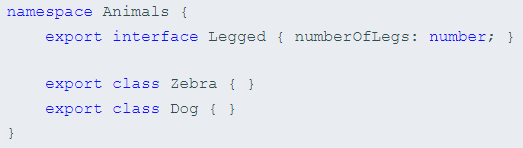 namespace Animals {
    export interface Legged { numberOfLegs: number; }

    export class Zebra { }
    export class Dog { }
}